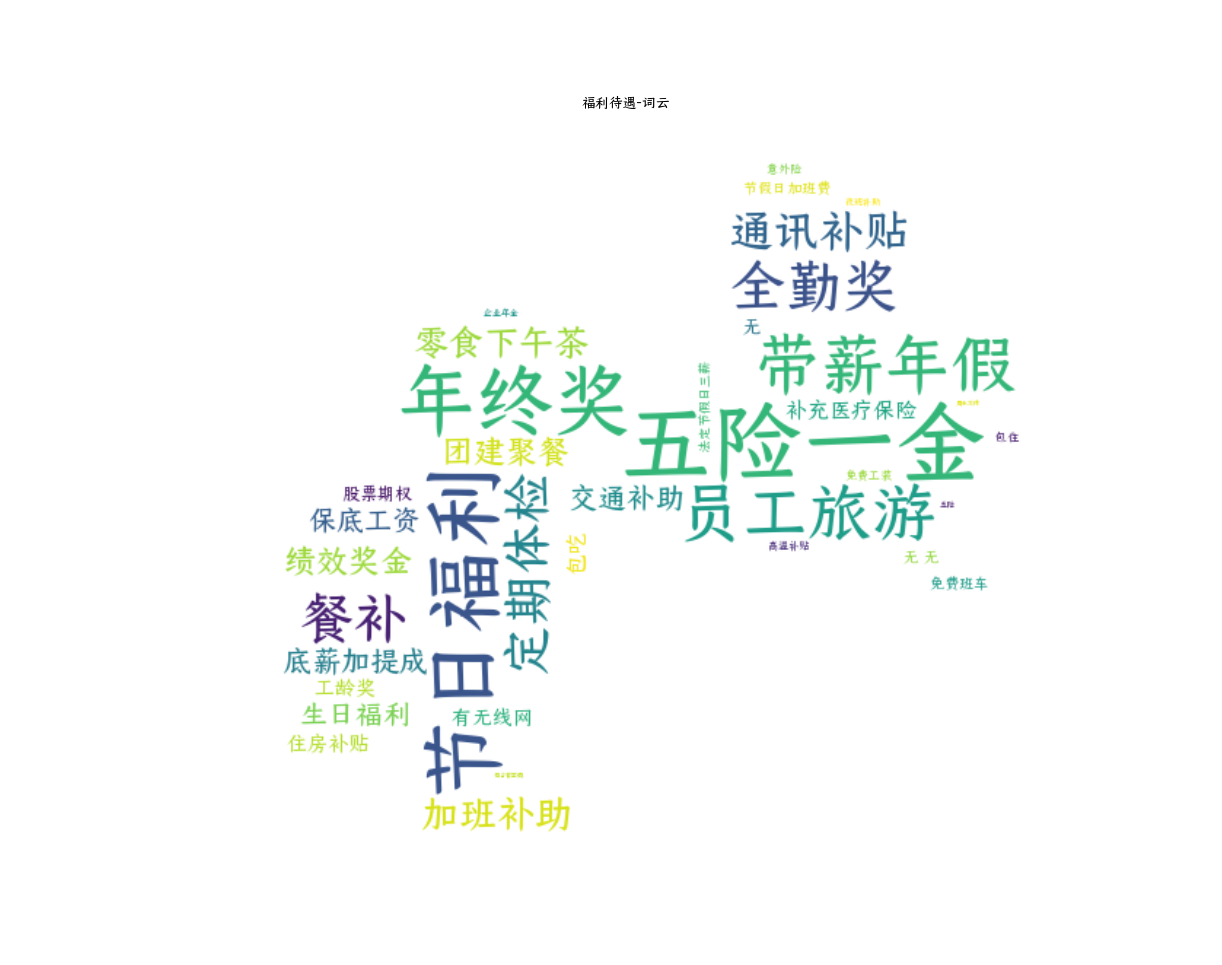 福利待遇-词云
意外险
节假日加班费
通讯补贴
全勤奖
企业年金
无
零食下午茶
带薪年假
年终奖
法定节假日三薪
补充医疗保险
五险一金
包住
团建聚餐
免费工装
节日福利
定期体检
股票期权
交通补助
员工旅游
五险
保底工资
包吃
高温补贴
绩效奖金
无 无
免费班车
餐补
底薪加提成
工龄奖
生日福利
有无线网
住房补贴
加班补助